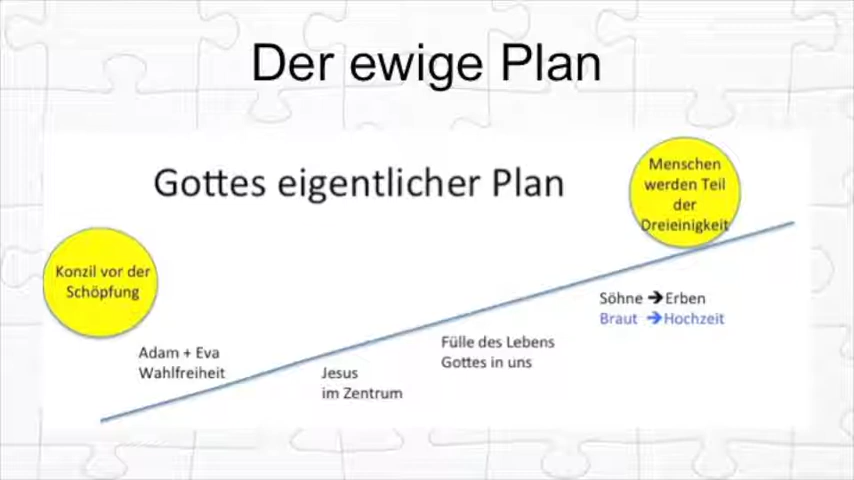 Der ewige Plan
Gottes eigentlicher Plan
Menschen
werden Teil
der
Dreieinigkeit
Konzil vor der
Schöpfung
Söhne ➔ Erben
Braut ➔ Hochzeit
Fülle des Lebens
Gottes in uns
Adam + Eva
Wahlfreiheit
Jesus
im Zentrum